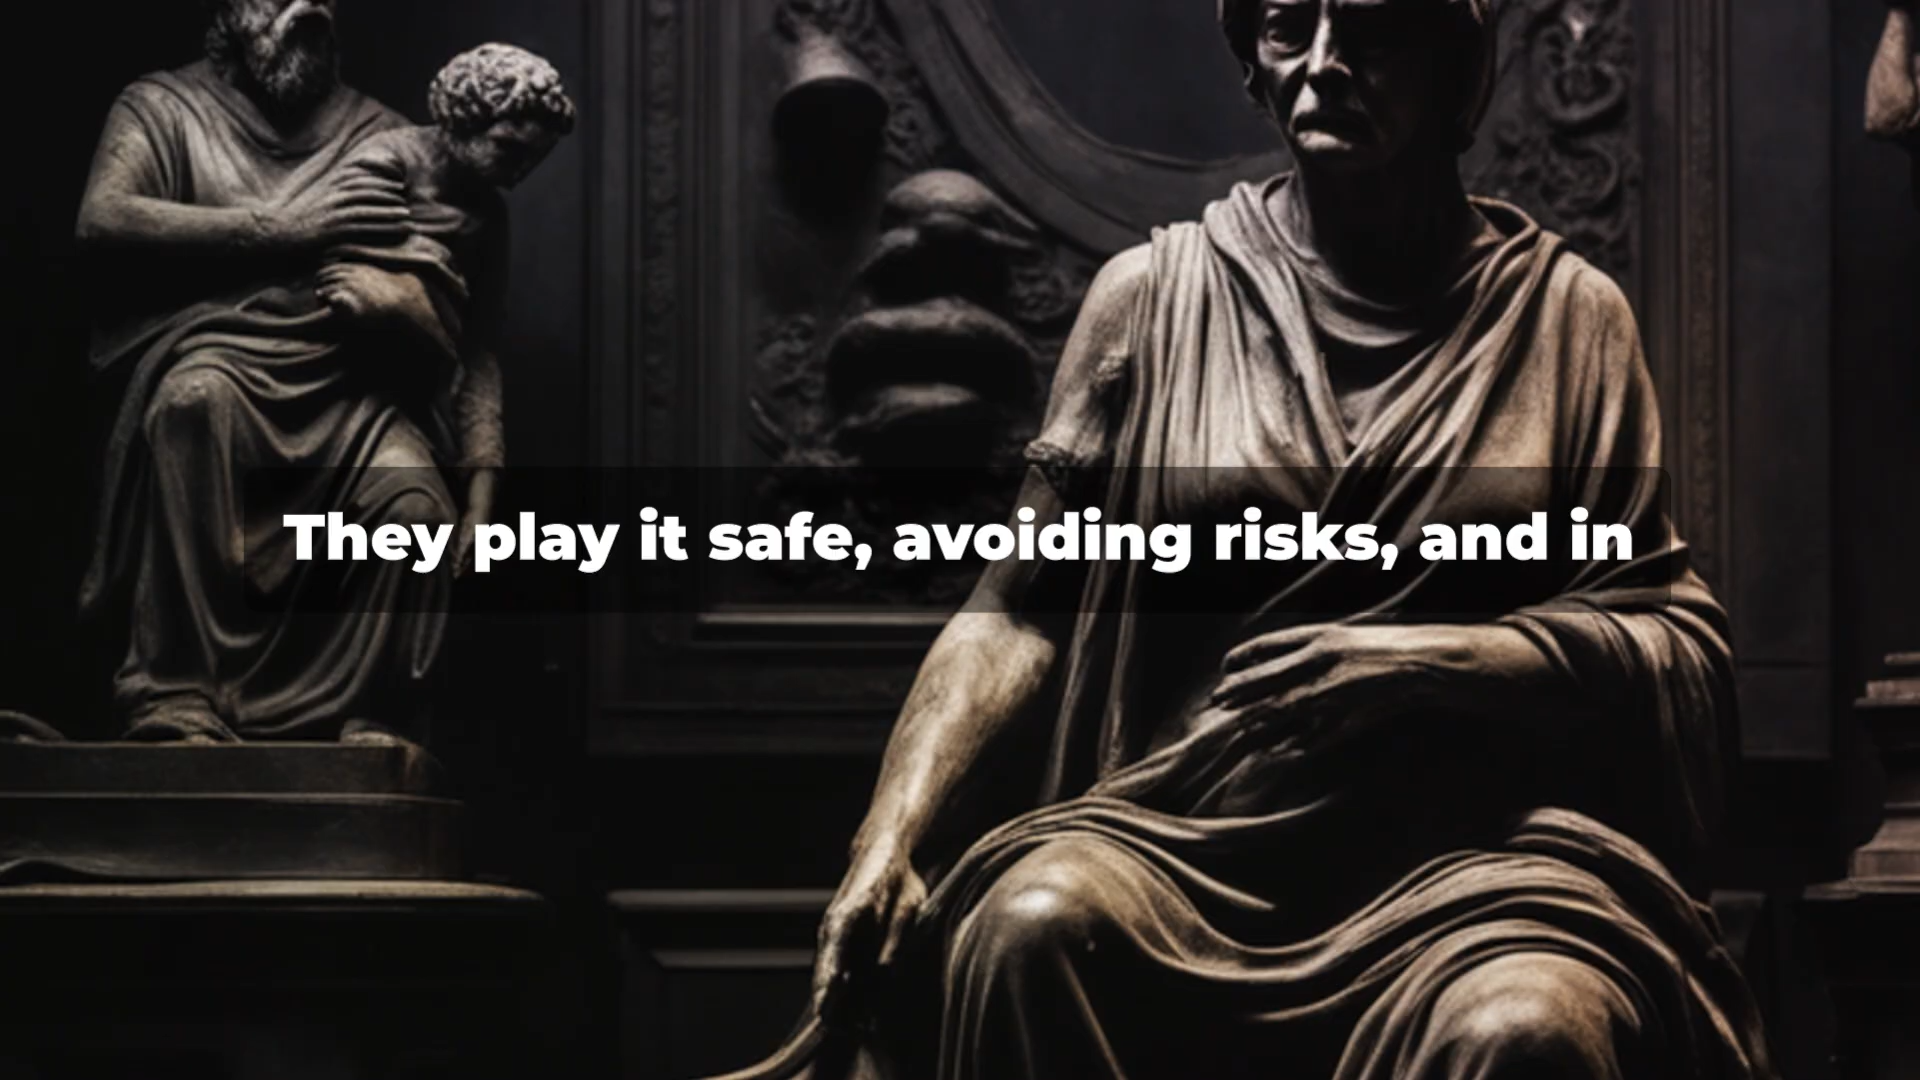 They play it safe, avoiding risks, and in